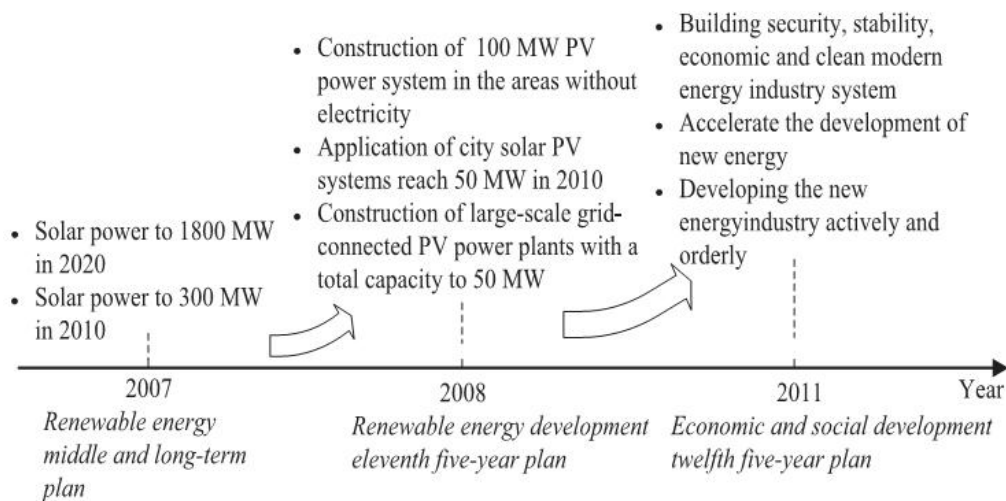 • Solar power to 1800 MW
in 2020
• Solar power to 300 MW
in 2010
• Construction of 100 MW PV
power system in the areas without
electricity
• Application of city solar PV
systems reach 50 MW in 2010
• Construction of large-scale grid-
connected PV power plants with a
total capacity to 50 MW
• Building security, stability,
economic and clean modern
energy industry system
• Accelerate the development of
new energy
• Developing the new
energyindustry actively and
orderly
2007
2008
2011
Year
Renewable energy
middle and long-term
plan
Renewable energy development
eleventh five-year plan
Economic and social development
twelfth five-year plan